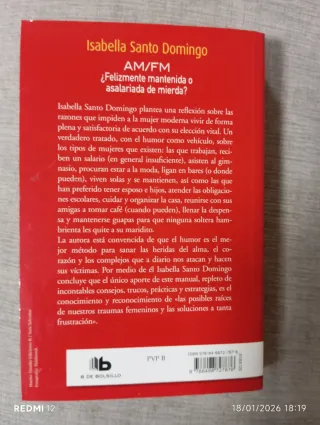 Isabella Santo Domingo
AM/FM
¿Felizmente mantenida o
asalariada de mierda?
Isabella Santo Domingo plantea una reflexión sobre las
razones que impiden a la mujer moderna vivir de forma
plena y satisfactoria de acuerdo con su elección vital. Un
verdadero tratado, con el humor como vehículo, sobre
los tipos de mujeres que existen: las que trabajan, reci-
ben un salario (en general insuficiente), asisten al gim-
nasio, procuran estar a la moda, ligan en bares (o donde
pueden), viven solas y se mantienen, así como las que
han preferido tener esposo e hijos, atender las obligacio-
nes escolares, cuidar y organizar la casa, reunirse con sus
amigas a tomar café (cuando pueden), llenar la despen-
sa y mantenerse guapas para que ninguna soltera ham-
brienta les quite a su maridito.
La autora está convencida de que el humor es el me-
jor método para sanar las heridas del alma, el co-
razón y los complejos que a diario nos atacan y hacen
sus víctimas. Por medio de él Isabella Santo Domingo
concluye que el único aporte de este manual, repleto de
incontables consejos, trucos, prácticas y estrategias, es el
conocimiento y reconocimiento de «las posibles raíces
de nuestros traumas femeninos y las soluciones a tanta
frustración».
b
B DE BOLSILLO
PVP B
REDMI 12
18/01/2026 18:19